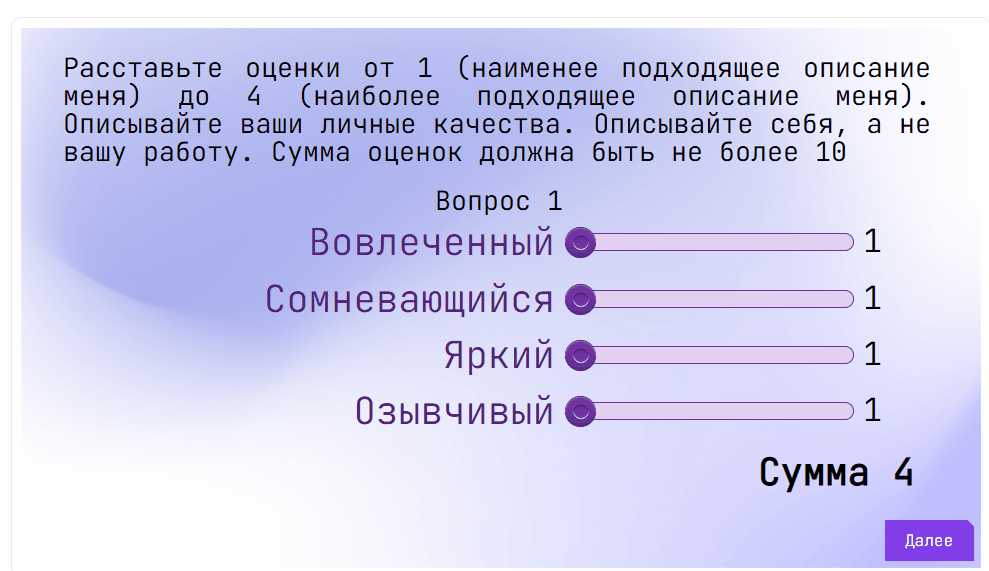 Расставьте оценки от 1 (наименее подходящее описание
меня) до 4 (наиболее подходящее описание меня).
Описывайте ваши личные качества. Описывайте себя, а не
вашу работу. Сумма оценок должна быть не более 10
Вопрос 1
Вовлеченный 1
Сомневающийся 1
Яркий 1
Озывчивый 1
Сумма 4
Далее